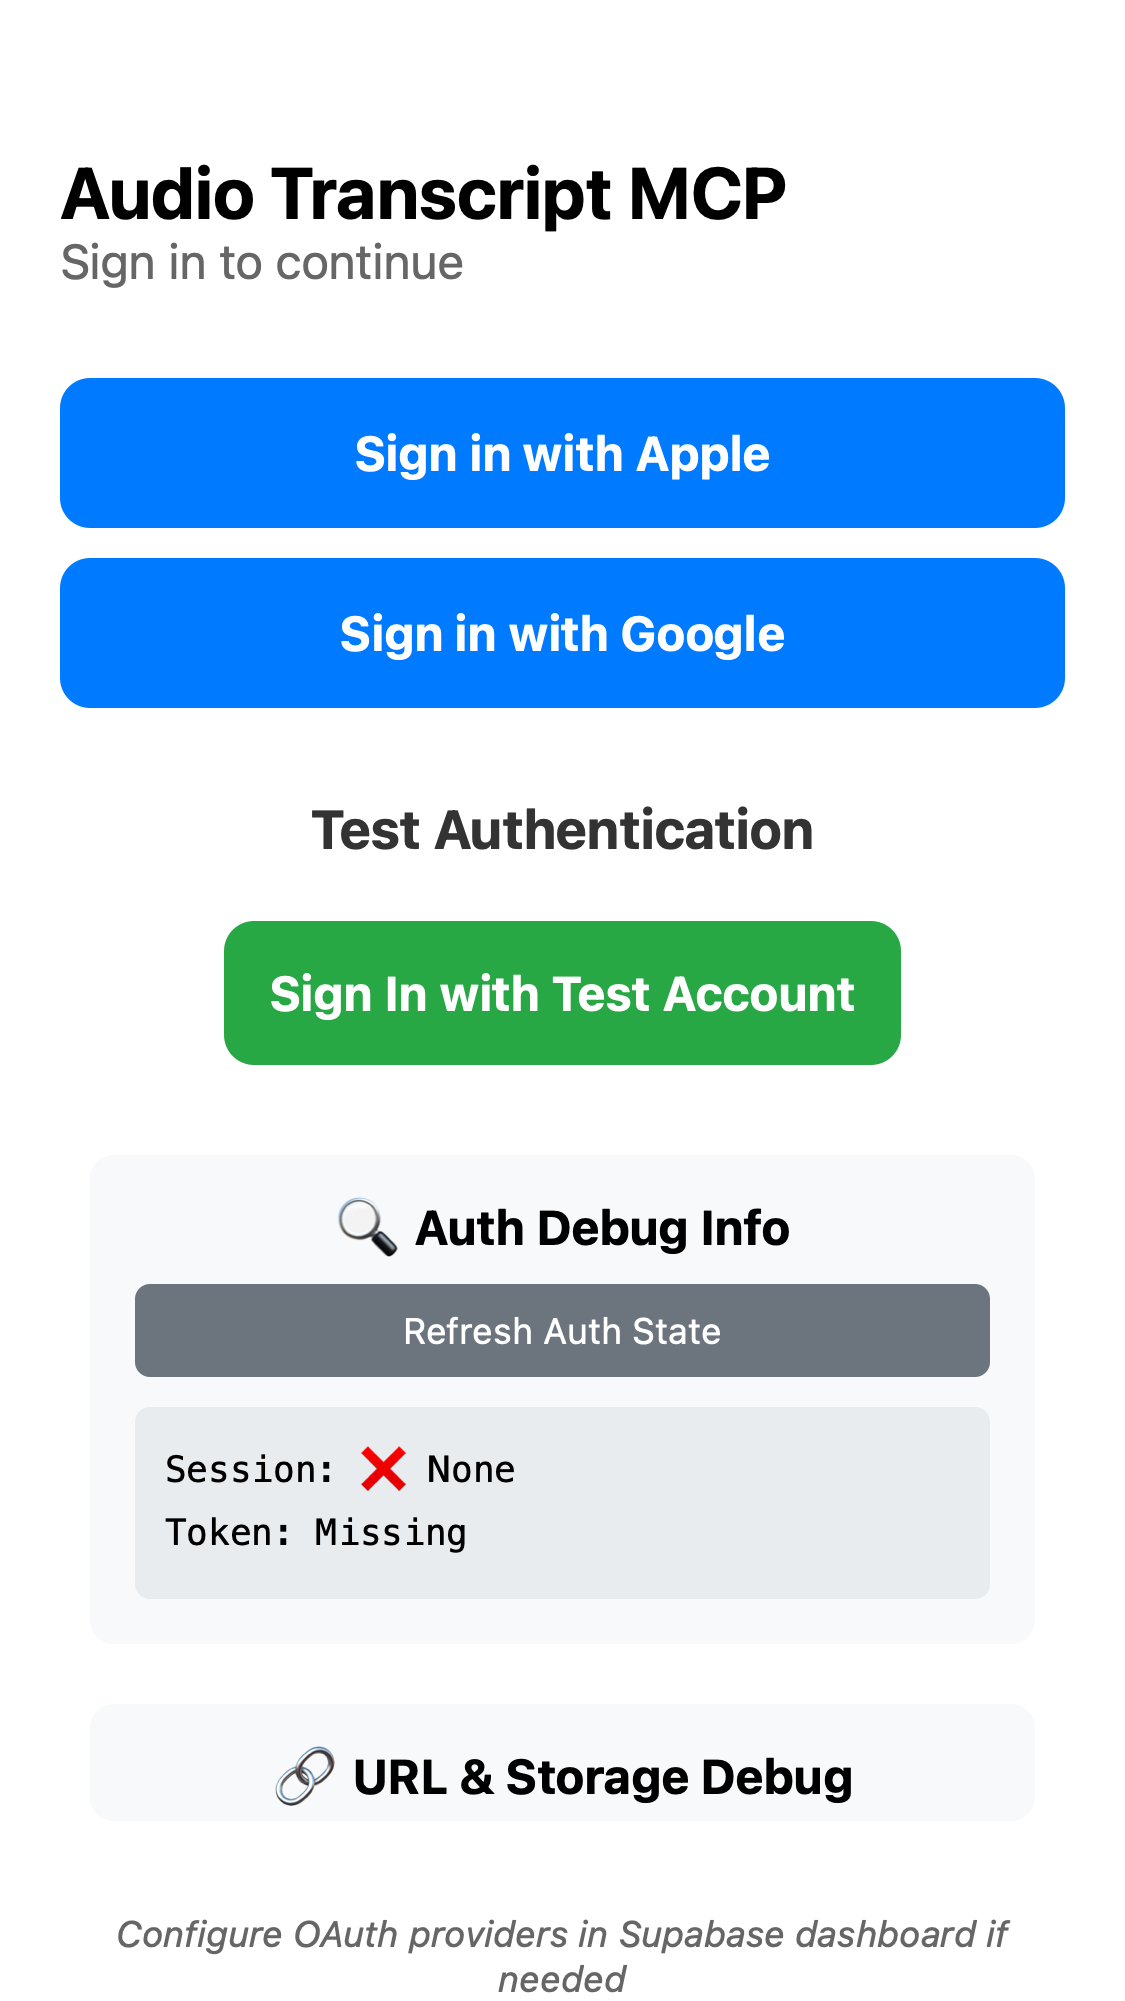 Audio Transcript MCP
Sign in to continue
Sign in with Apple
Sign in with Google
Test Authentication
Sign In with Test Account
🔍 Auth Debug Info
Refresh Auth State
Session: ❌ None
Token: Missing
🔗 URL & Storage Debug
Configure OAuth providers in Supabase dashboard if
needed